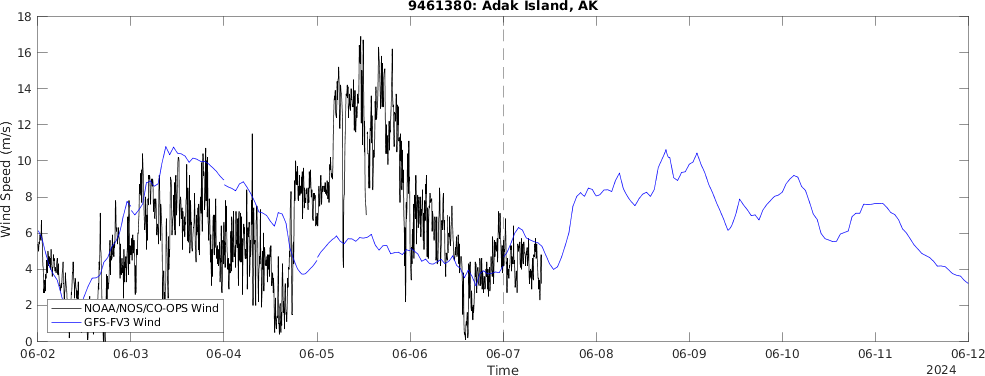 9461380: Adak Island, AK
Wind Speed (m/s)
18
16
14
12
10
8
6
4
2
0
NOAA/NOS/CO-OPS Wind
GFS-FV3 Wind
06-02 06-03 06-04 06-05 06-06 06-07 06-08 06-09 06-10 06-11 06-12
Time
2024